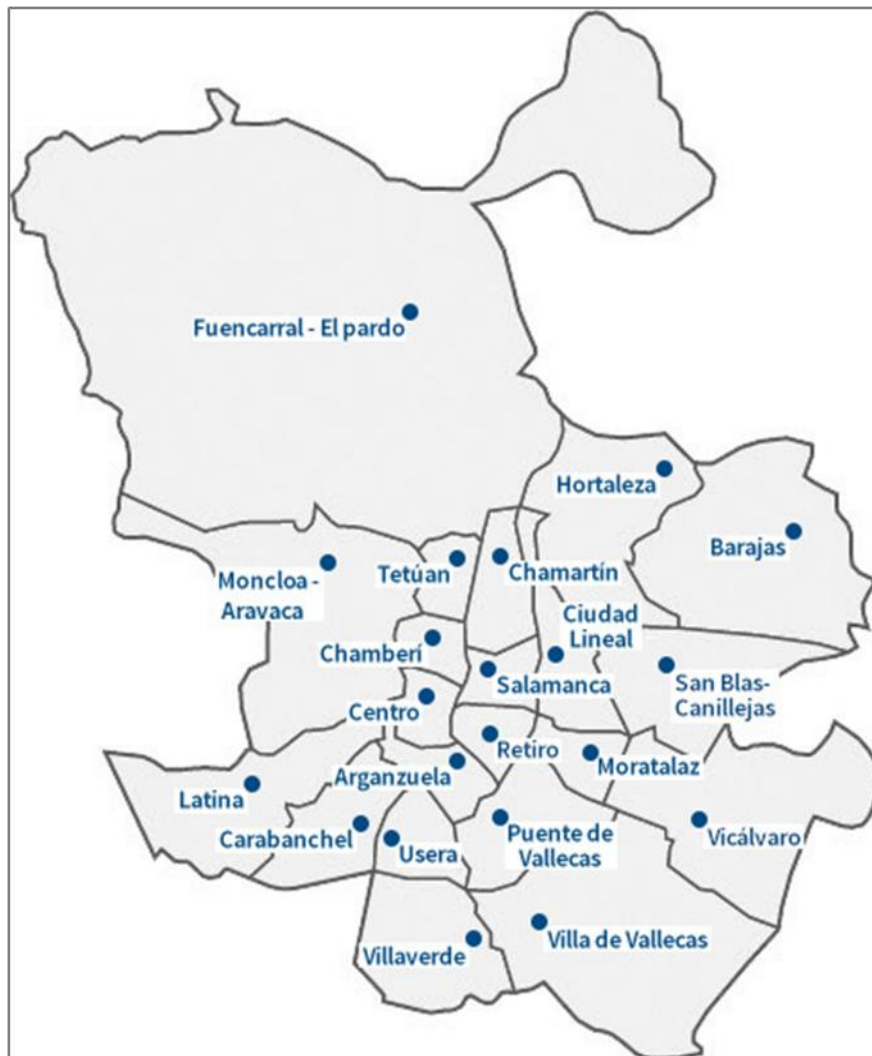 Fuencarral - El pardo
Hortaleza
Barajas
Tetúan
Chamartín
Moncloa -
Aravaca
Ciudad
Lineal
Chamberí
Salamanca
San Blas-
Canillejas
Centro
Retiro
Moratalaz
Arganzuela
Latina
Carabanchel
Usera
Puente de
Vallecas
Vicálvaro
Villaverde
Villa de Vallecas